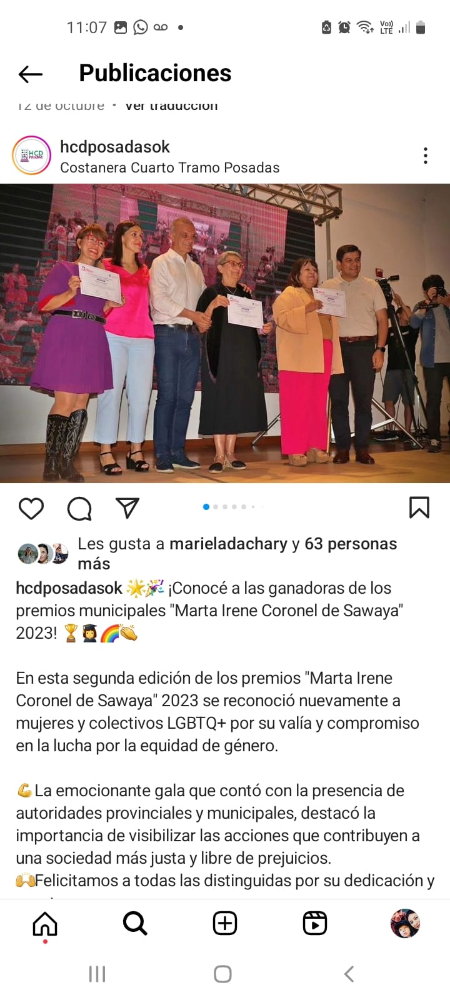 11:07
Vo))
LTE
Publicaciones
12 de octubre • Ver traducción
HCD
POSADAS
hcdposadasok
Costanera Cuarto Tramo Posadas
Les gusta a marieladachary y 63 personas
más
hcdposadasok 🌟🎉 ¡Conocé a las ganadoras de los
premios municipales "Marta Irene Coronel de Sawaya"
2023! 🏆👩‍🎓🌈👏
En esta segunda edición de los premios "Marta Irene
Coronel de Sawaya" 2023 se reconoció nuevamente a
mujeres y colectivos LGBTQ+ por su valía y compromiso
en la lucha por la equidad de género.
💪La emocionante gala que contó con la presencia de
autoridades provinciales y municipales, destacó la
importancia de visibilizar las acciones que contribuyen a
una sociedad más justa y libre de prejuicios.
🙌Felicitamos a todas las distinguidas por su dedicación y